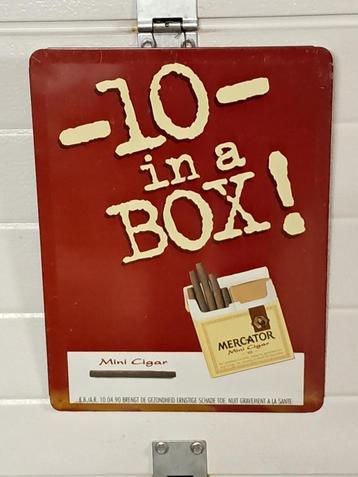 -10-
in a
BOX!
MERCATOR
Mini Cigar
Mini Cigar
K.B./A.R. 10.04.90 BRENGT DE GEZONDHEID ERNSTIGE SCHADE TOE. NUIT GRAVEMENT A LA SANTE.